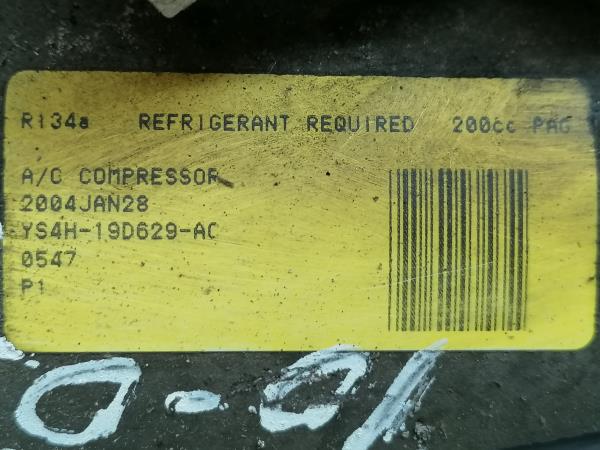 R134a REFRIGERANT REQUIRED 200cc PAG
A/C COMPRESSOR
2004JAN28
YS4H-19D629-AC
0547
P1